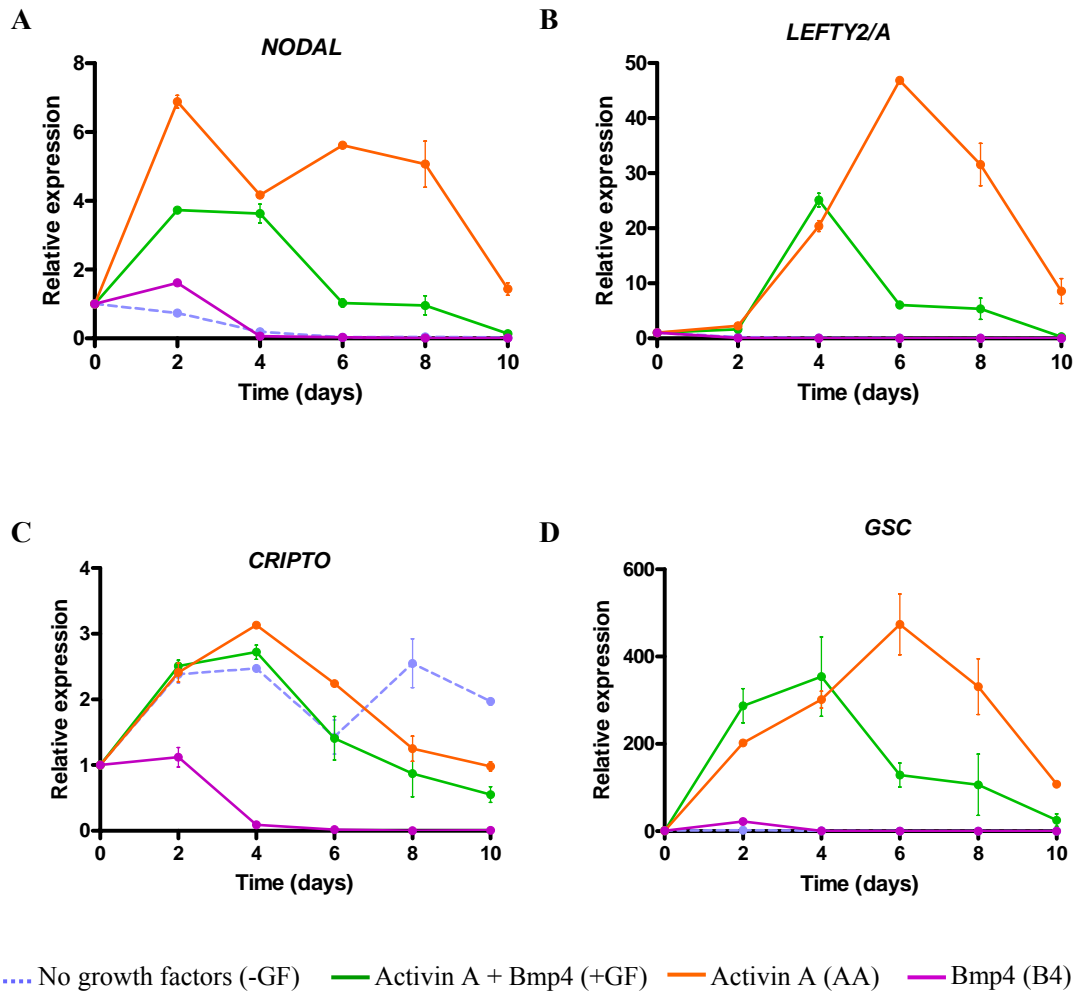 A
NODAL
Relative expression
8
6
4
2
0
0 2 4 6 8 10
Time (days)
B
LEFTY2/A
Relative expression
50
40
30
20
10
0
0 2 4 6 8 10
Time (days)
C
CRIPTO
Relative expression
4
3
2
1
0
0 2 4 6 8 10
Time (days)
D
GSC
Relative expression
600
400
200
0
0 2 4 6 8 10
Time (days)
No growth factors (-GF) Activin A + Bmp4 (+GF) Activin A (AA) Bmp4 (B4)